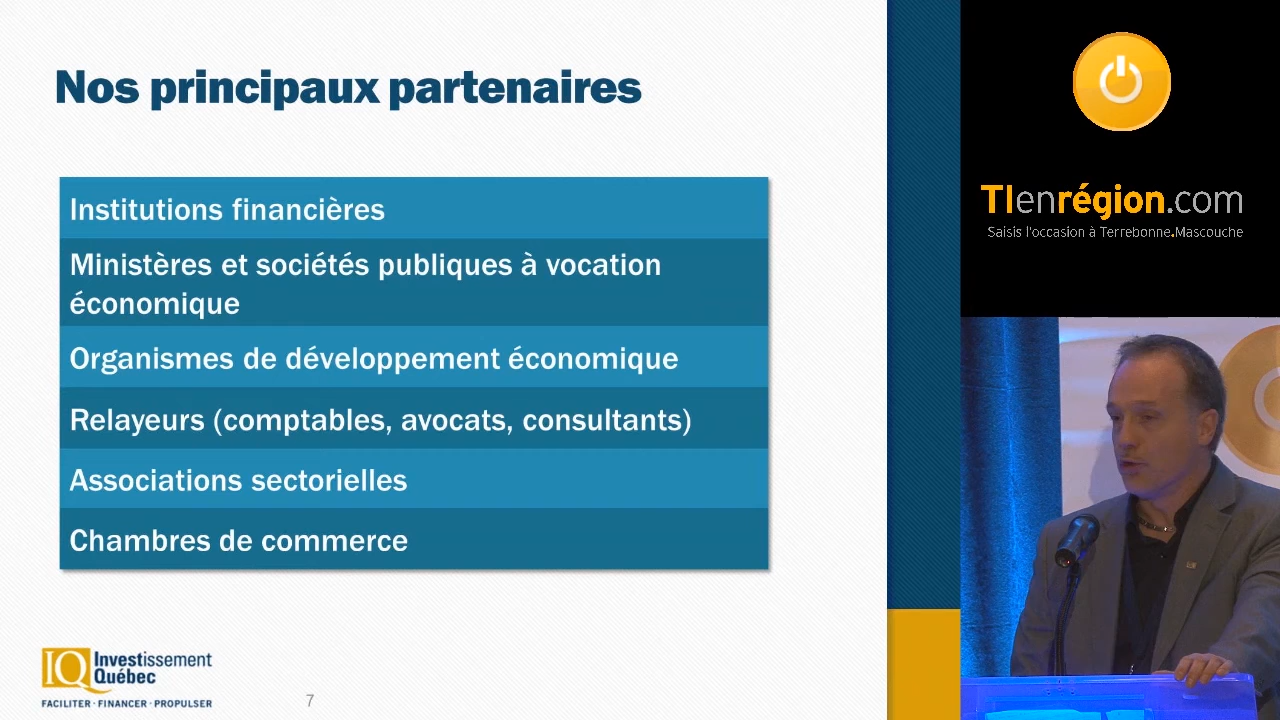 Nos principaux partenaires
Institutions financières
Ministères et sociétés publiques à vocation
économique
Organismes de développement économique
Relayeurs (comptables, avocats, consultants)
Associations sectorielles
Chambres de commerce
IQ Investissement
Québec
FACILITER · FINANCER · PROPULSER
7
TIenrégion.com
Saisis l'occasion à Terrebonne.Mascouche